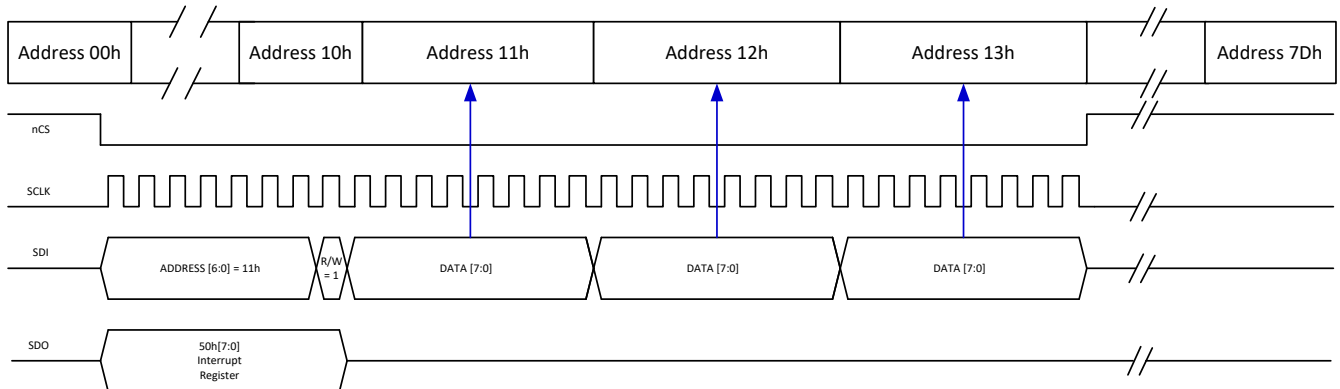 Address 00h
Address 10h
Address 11h
Address 12h
Address 13h
Address 7Dh
nCS
SCLK
SDI
ADDRESS [6:0] = 11h
R/W
= 1
DATA [7:0]
DATA [7:0]
DATA [7:0]
SDO
50h[7:0]
Interrupt
Register